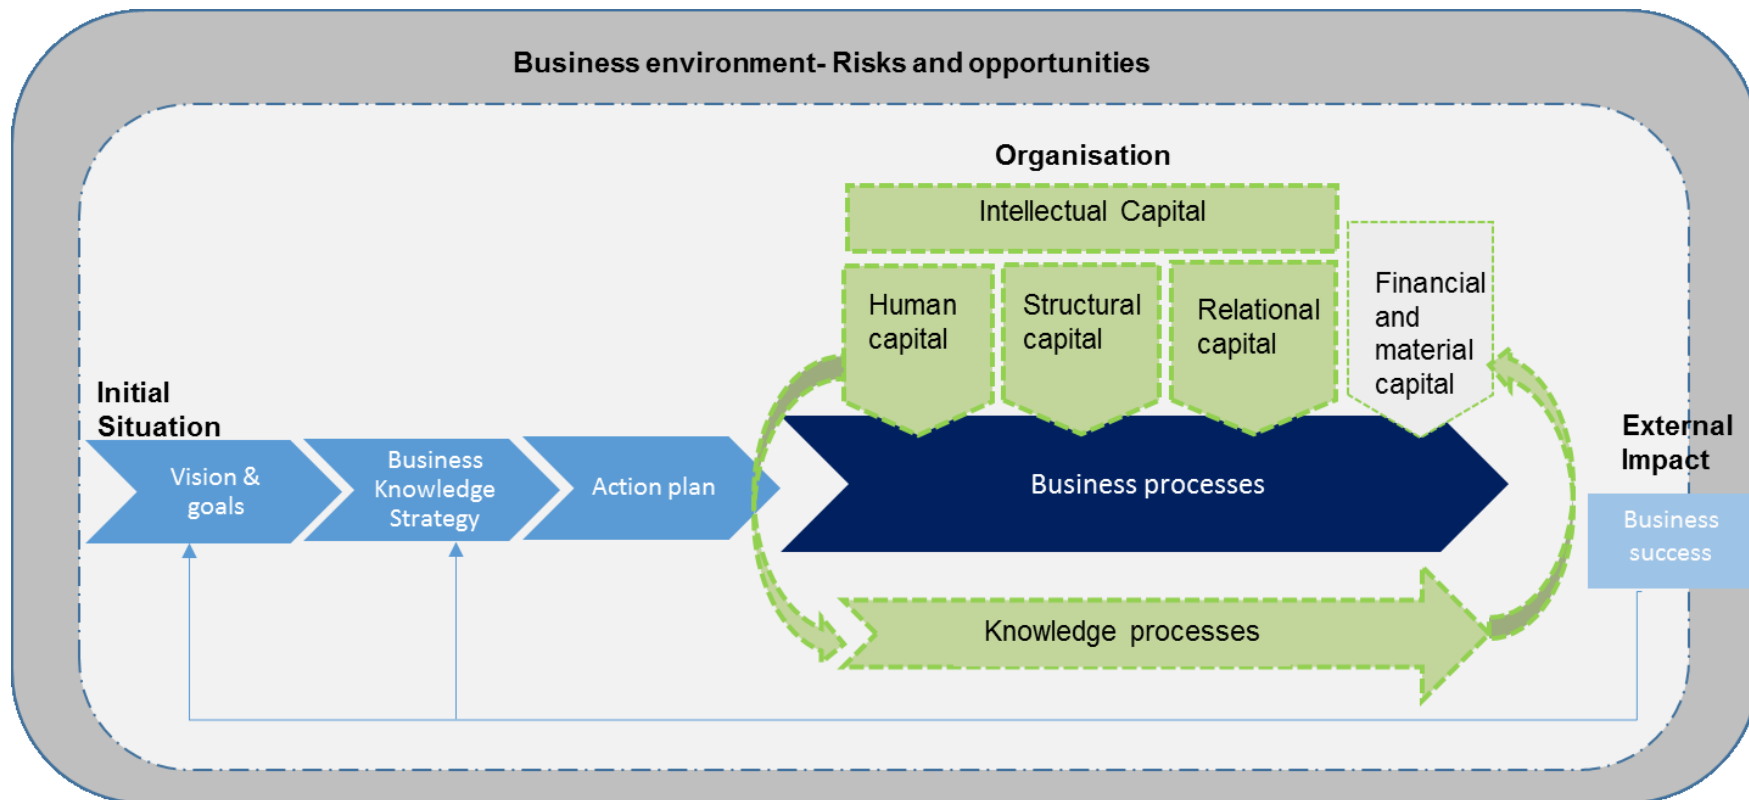 Business environment- Risks and opportunities
Organisation
Intellectual Capital
Human
capital
Structural
capital
Relational
capital
Financial
and
material
capital
Initial
Situation
Vision &
goals
Business
Knowledge
Strategy
Action plan
Business processes
External
Impact
Business
success
Knowledge processes